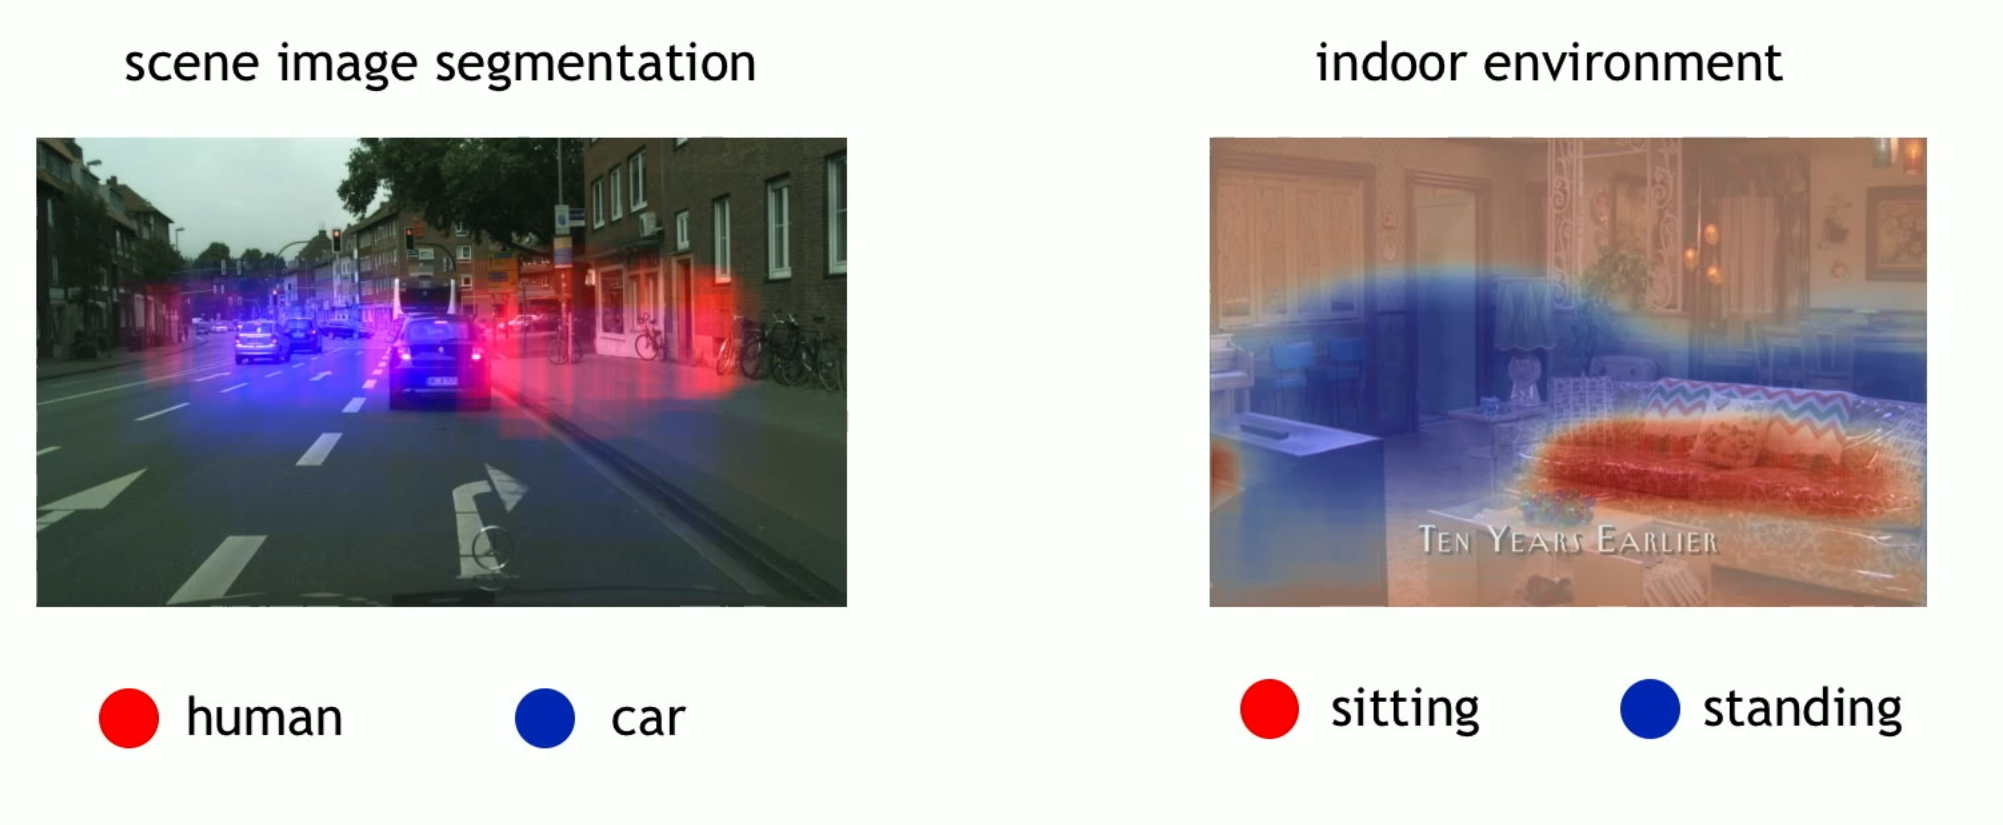 scene image segmentation
indoor environment
TEN YEARS EARLIER
human
car
sitting
standing